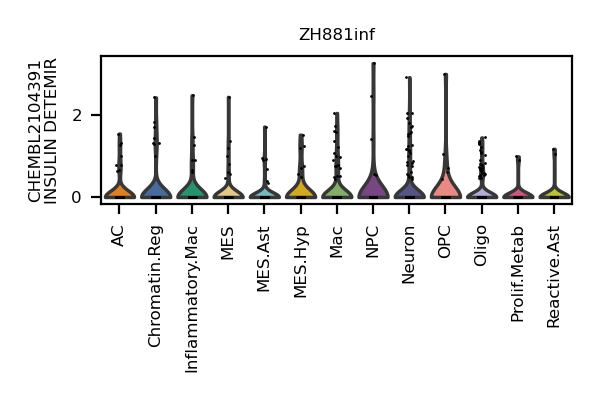 ZH881inf
CHEMBL2104391
INSULIN DETEMIR
2
0
AC
Chromatin.Reg
Inflammatory.Mac
MES
MES.Ast
MES.Hyp
Mac
NPC
Neuron
OPC
Oligo
Prolif.Metab
Reactive.Ast